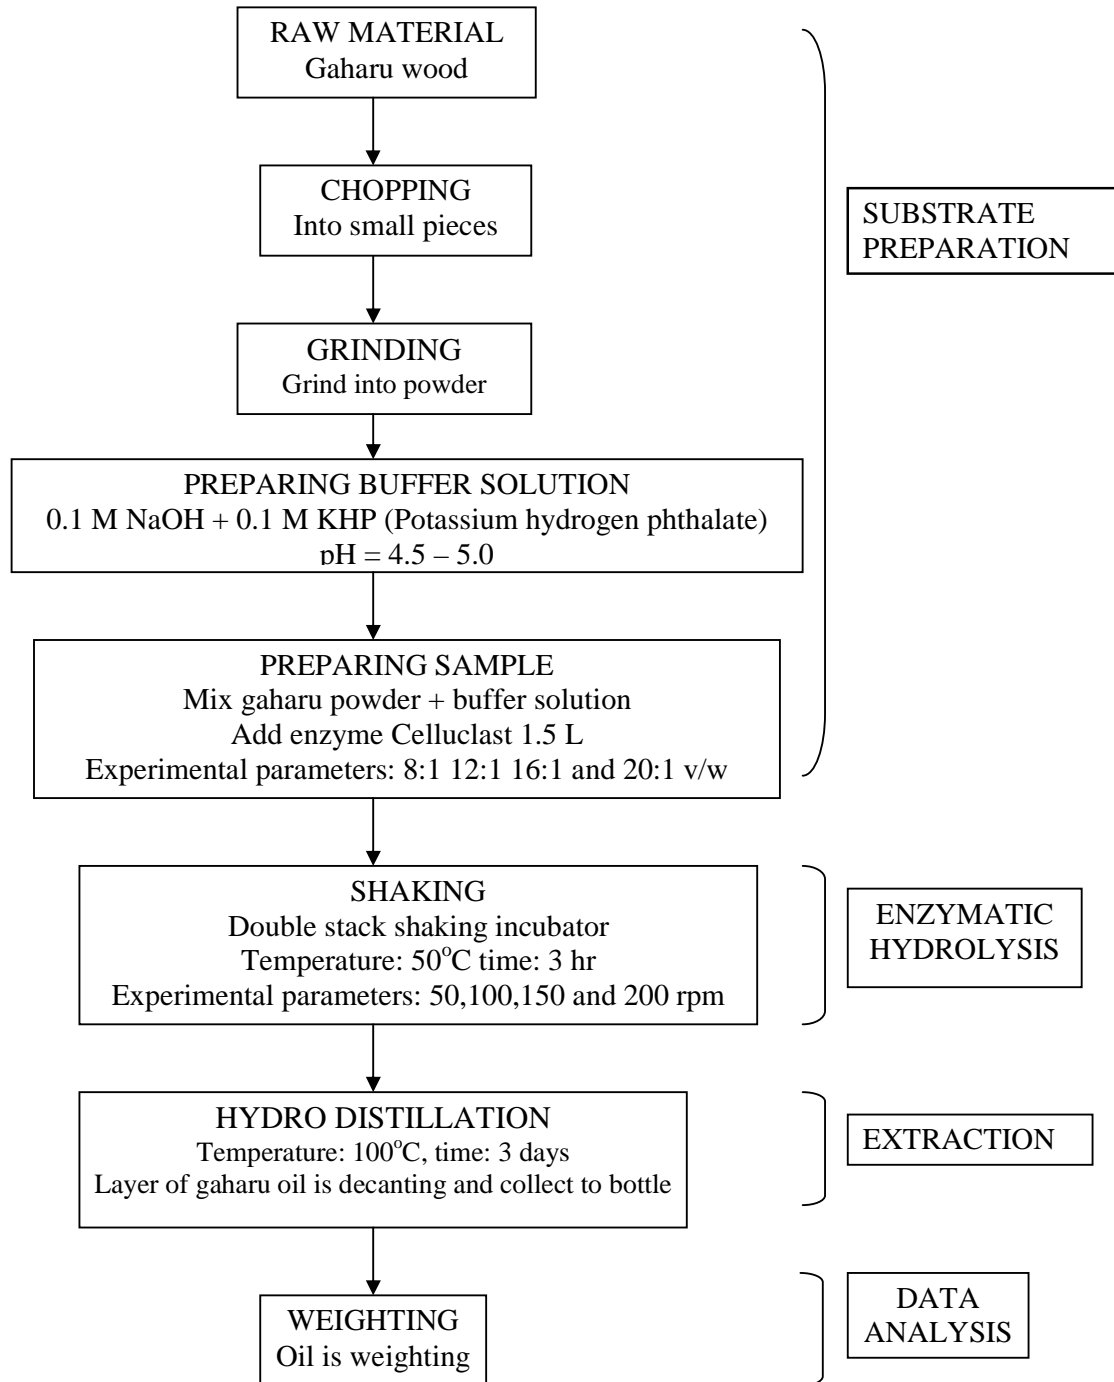 RAW MATERIAL
Gaharu wood
CHOPPING
Into small pieces
SUBSTRATE
PREPARATION
GRINDING
Grind into powder
PREPARING BUFFER SOLUTION
0.1 M NaOH + 0.1 M KHP (Potassium hydrogen phthalate)
pH = 4.5 – 5.0
PREPARING SAMPLE
Mix gaharu powder + buffer solution
Add enzyme Celluclast 1.5 L
Experimental parameters: 8:1 12:1 16:1 and 20:1 v/w
SHAKING
Double stack shaking incubator
Temperature: 50°C time: 3 hr
Experimental parameters: 50,100,150 and 200 rpm
ENZYMATIC
HYDROLYSIS
HYDRO DISTILLATION
Temperature: 100°C, time: 3 days
Layer of gaharu oil is decanting and collect to bottle
EXTRACTION
WEIGHTING
Oil is weighting
DATA
ANALYSIS